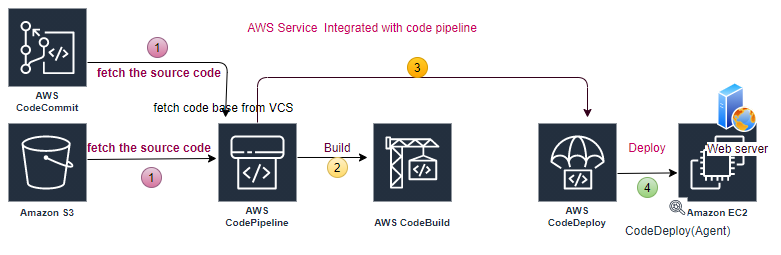 AWS Service Integrated with code pipeline
1
fetch the source code
3
AWS
CodeCommit
fetch code base from VCS
fetch the source code
1
Build
2
Deploy
4
Web server
Amazon S3
AWS
CodePipeline
AWS CodeBuild
AWS
CodeDeploy
Amazon EC2
CodeDeploy(Agent)